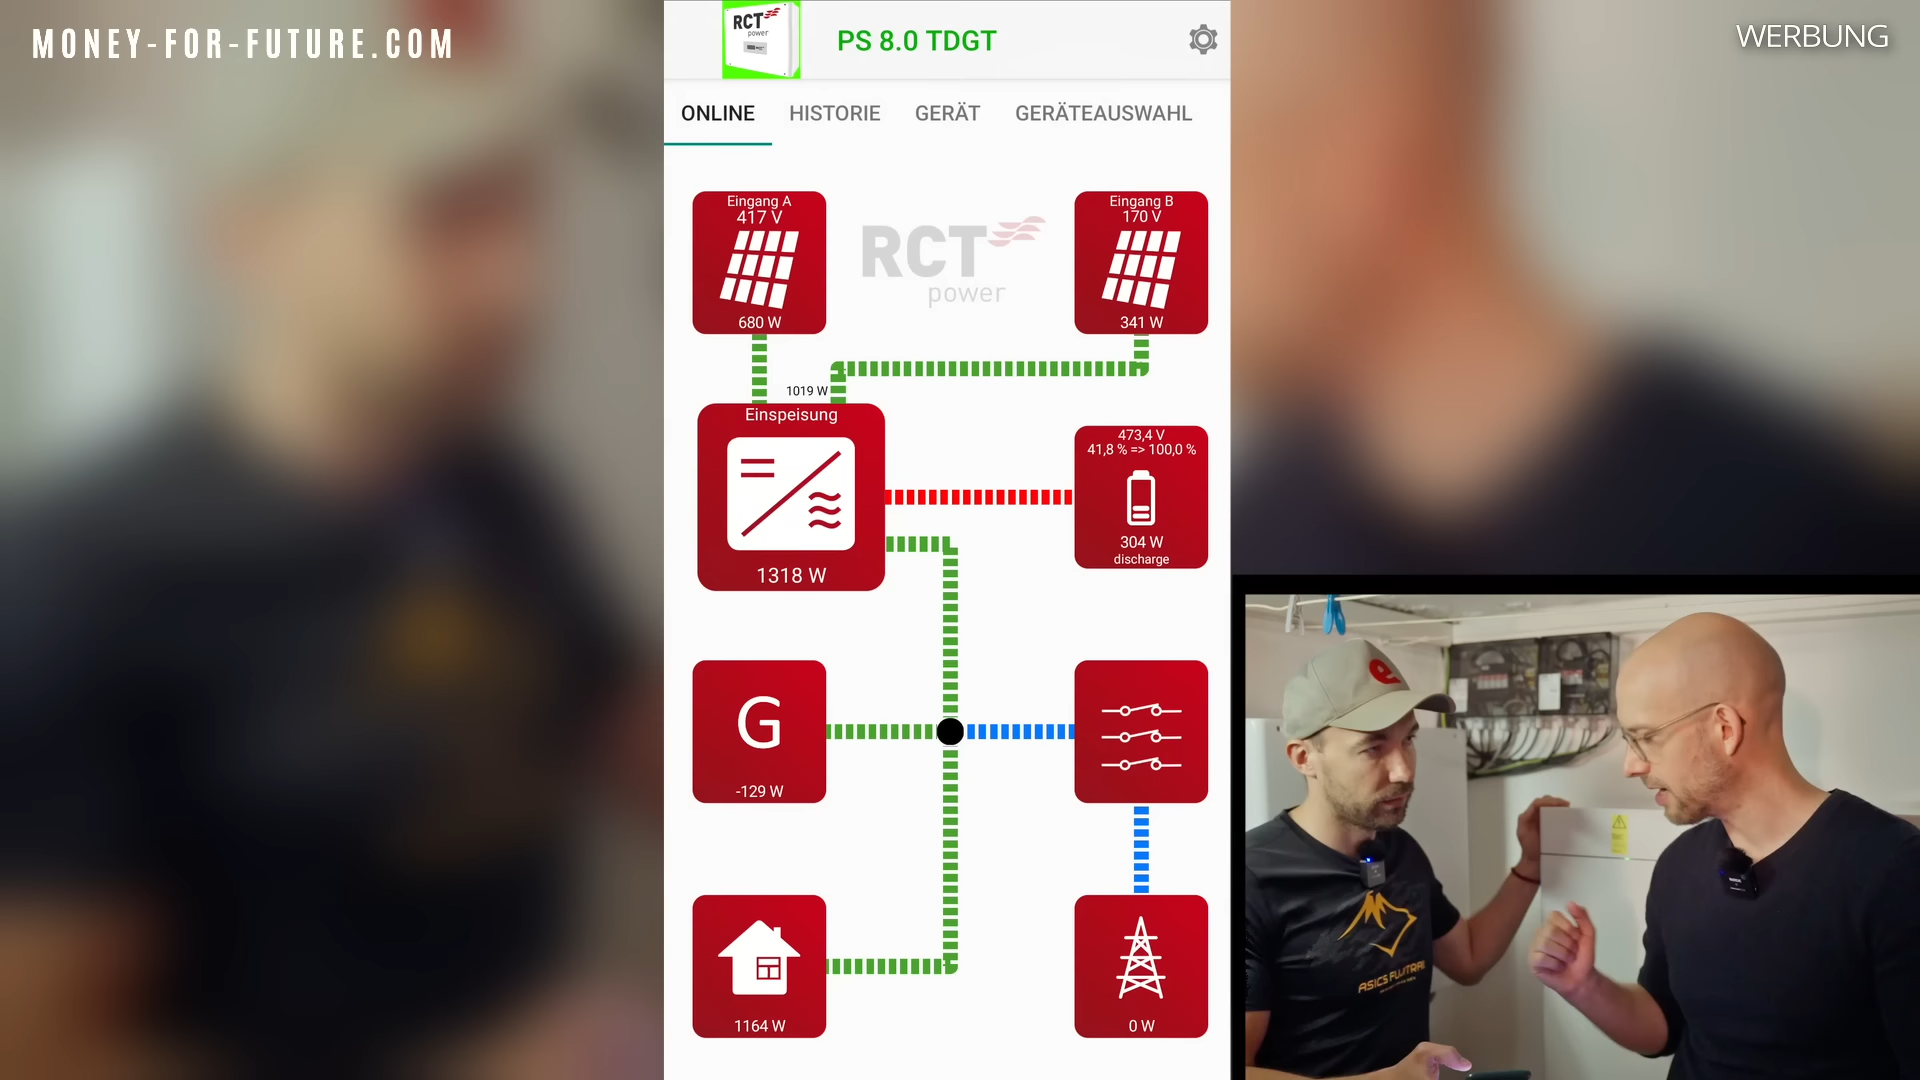 MONEY-FOR-FUTURE.COM
WERBUNG
RCT
power
PS 8.0 TDGT
ONLINE
HISTORIE
GERÄT
GERÄTEAUSWAHL
Eingang A
417 V
680 W
RCT
power
Eingang B
170 V
341 W
1019 W
Einspeisung
1318 W
473,4 V
41,8 % => 100,0 %
304 W
discharge
G
-129 W
1164 W
0 W
e
ASICS FUJITRAIL